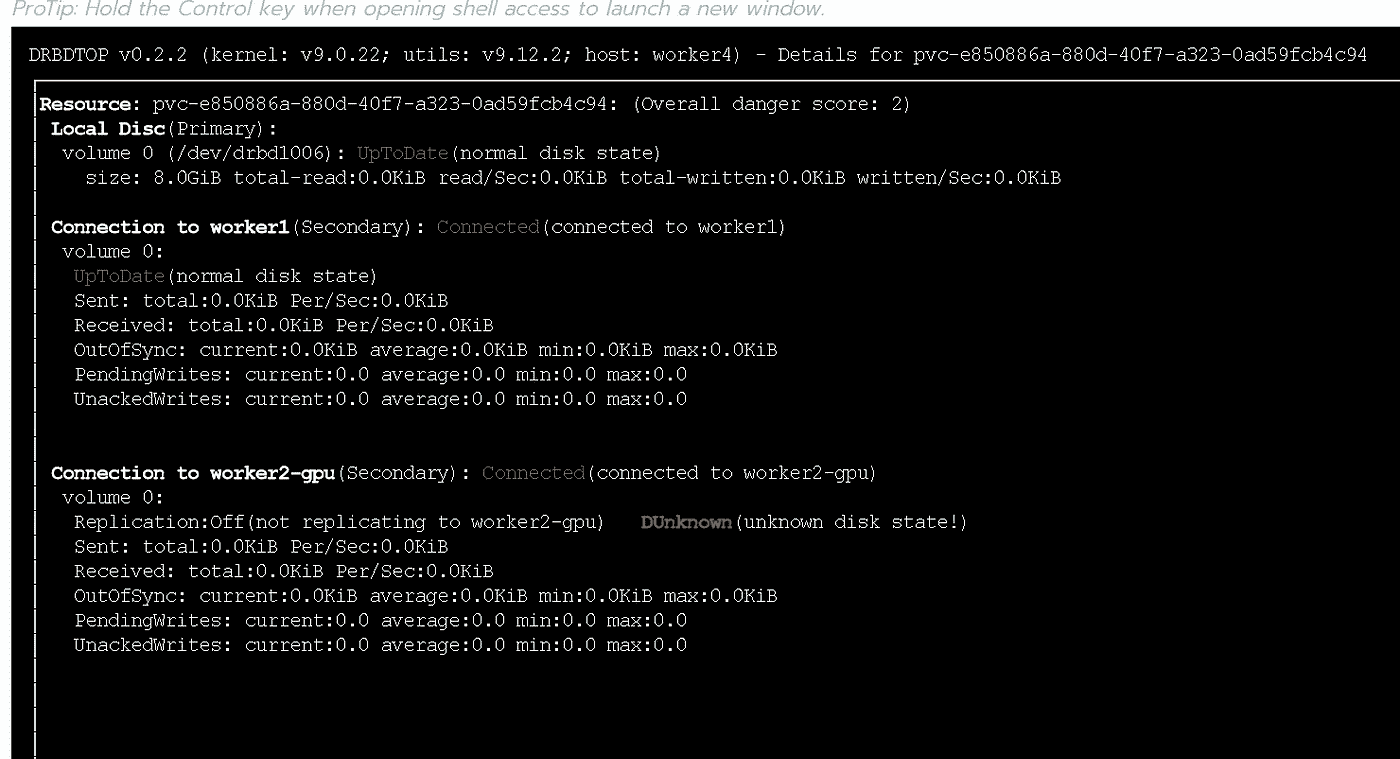 ProTip: Hold the Control key when opening shell access to launch a new window.
DRBDTOP v0.2.2 (kernel: v9.0.22; utils: v9.12.2; host: worker4) - Details for pvc-e850886a-880d-40f7-a323-0ad59fcb4c94
Resource: pvc-e850886a-880d-40f7-a323-0ad59fcb4c94: (Overall danger score: 2)
Local Disc(Primary):
volume 0 (/dev/drbd1006): UpToDate(normal disk state)
size: 8.0GiB total-read:0.0KiB read/Sec:0.0KiB total-written:0.0KiB written/Sec:0.0KiB
Connection to worker1(Secondary): Connected(connected to worker1)
volume 0:
UpToDate(normal disk state)
Sent: total:0.0KiB Per/Sec:0.0KiB
Received: total:0.0KiB Per/Sec:0.0KiB
OutOfSync: current:0.0KiB average:0.0KiB min:0.0KiB max:0.0KiB
PendingWrites: current:0.0 average:0.0 min:0.0 max:0.0
UnackedWrites: current:0.0 average:0.0 min:0.0 max:0.0
Connection to worker2-gpu(Secondary): Connected(connected to worker2-gpu)
volume 0:
Replication:Off(not replicating to worker2-gpu) DUnknown(unknown disk state!)
Sent: total:0.0KiB Per/Sec:0.0KiB
Received: total:0.0KiB Per/Sec:0.0KiB
OutOfSync: current:0.0KiB average:0.0KiB min:0.0KiB max:0.0KiB
PendingWrites: current:0.0 average:0.0 min:0.0 max:0.0
UnackedWrites: current:0.0 average:0.0 min:0.0 max:0.0